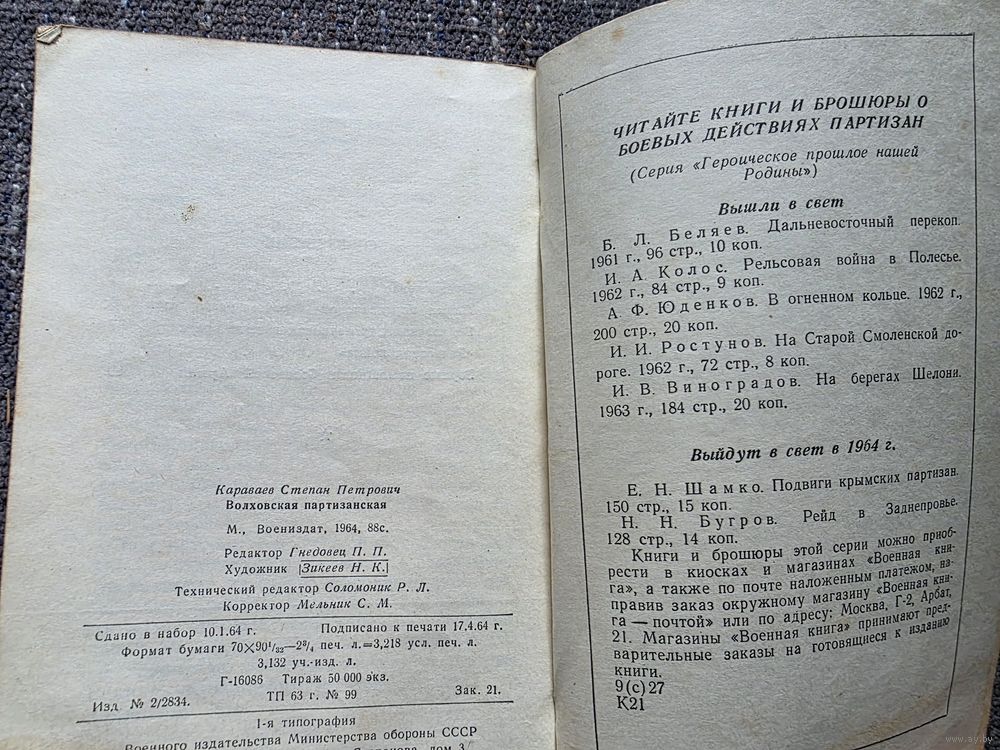 Караваев Степан Петрович
Волховская партизанская
М., Воениздат, 1964, 88с.
Редактор Гнедовец П. П.
Художник Зикеев Н. К.
Технический редактор Соломоник Р. Л.
Корректор Мельник С. М.
Сдано в набор 10.1.64 г. Подписано к печати 17.4.64 г.
Формат бумаги 70×90¹/₃₂—2³/₄ печ. л.=3,218 усл. печ. л.
3,132 уч.-изд. л.
Г-16086 Тираж 50 000 экз.
Изд. № 2/2834. ТП 63 г. № 99 Зак. 21.
1-я типография
Военного издательства Министерства обороны СССР
дом 3
ЧИТАЙТЕ КНИГИ И БРОШЮРЫ О
БОЕВЫХ ДЕЙСТВИЯХ ПАРТИЗАН
(Серия «Героическое прошлое нашей
Родины»)
Вышли в свет
Б. Л. Беляев. Дальневосточный перекоп.
1961 г., 96 стр., 10 коп.
И. А. Колос. Рельсовая война в Полесье.
1962 г., 84 стр., 9 коп.
А. Ф. Юденков. В огненном кольце. 1962 г.,
200 стр., 20 коп.
И. И. Ростунов. На Старой Смоленской до-
роге. 1962 г., 72 стр., 8 коп.
И. В. Виноградов. На берегах Шелони.
1963 г., 184 стр., 20 коп.
Выйдут в свет в 1964 г.
Е. Н. Шамко. Подвиги крымских партизан.
150 стр., 15 коп.
Н. Н. Бугров. Рейд в Заднепровье.
128 стр., 14 коп.
Книги и брошюры этой серии можно приоб-
рести в киосках и магазинах «Военная кни-
га», а также по почте наложенным платежом, на-
правив заказ окружному магазину «Военная кни-
га — почтой» или по адресу: Москва, Г-2, Арбат,
21. Магазины «Военная книга» принимают пред-
варительные заказы на готовящиеся к изданию
книги.
9(с)27
К21
www.ay.by